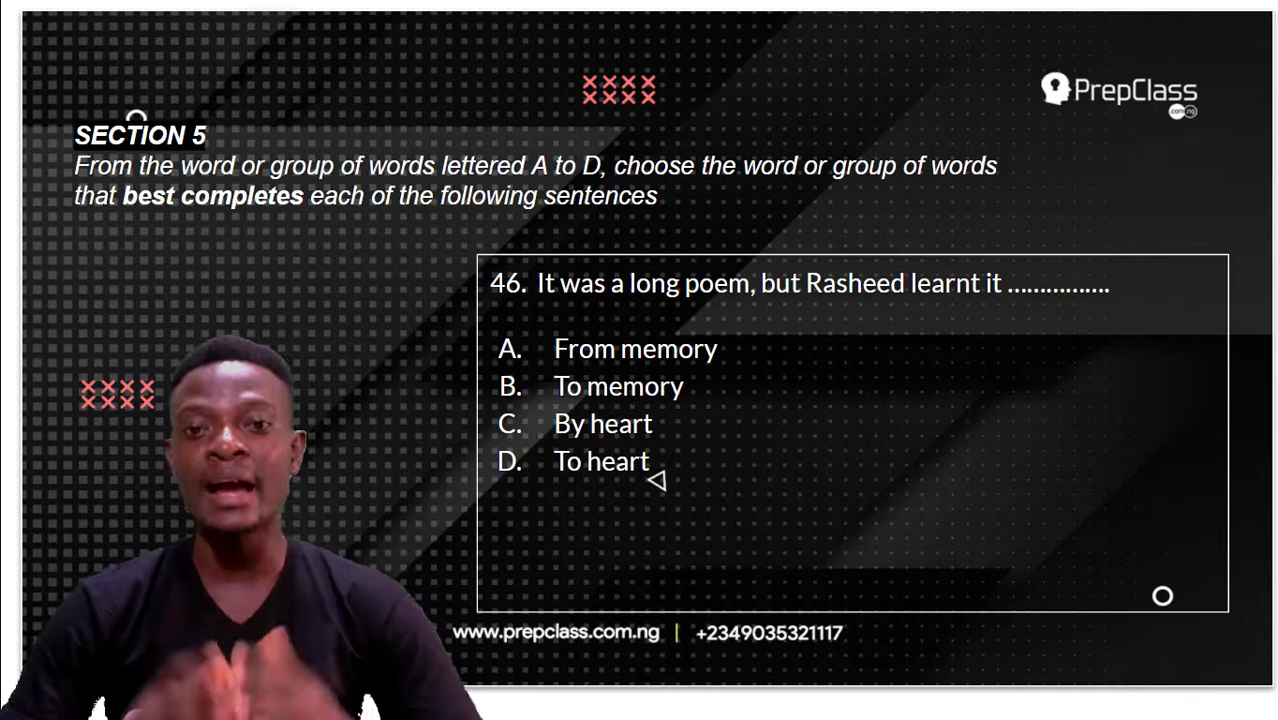 PrepClass
.com.ng
SECTION 5
From the word or group of words lettered A to D, choose the word or group of words
that best completes each of the following sentences
46. It was a long poem, but Rasheed learnt it ................
A. From memory
B. To memory
C. By heart
D. To heart
www.prepclass.com.ng | +2349035321117